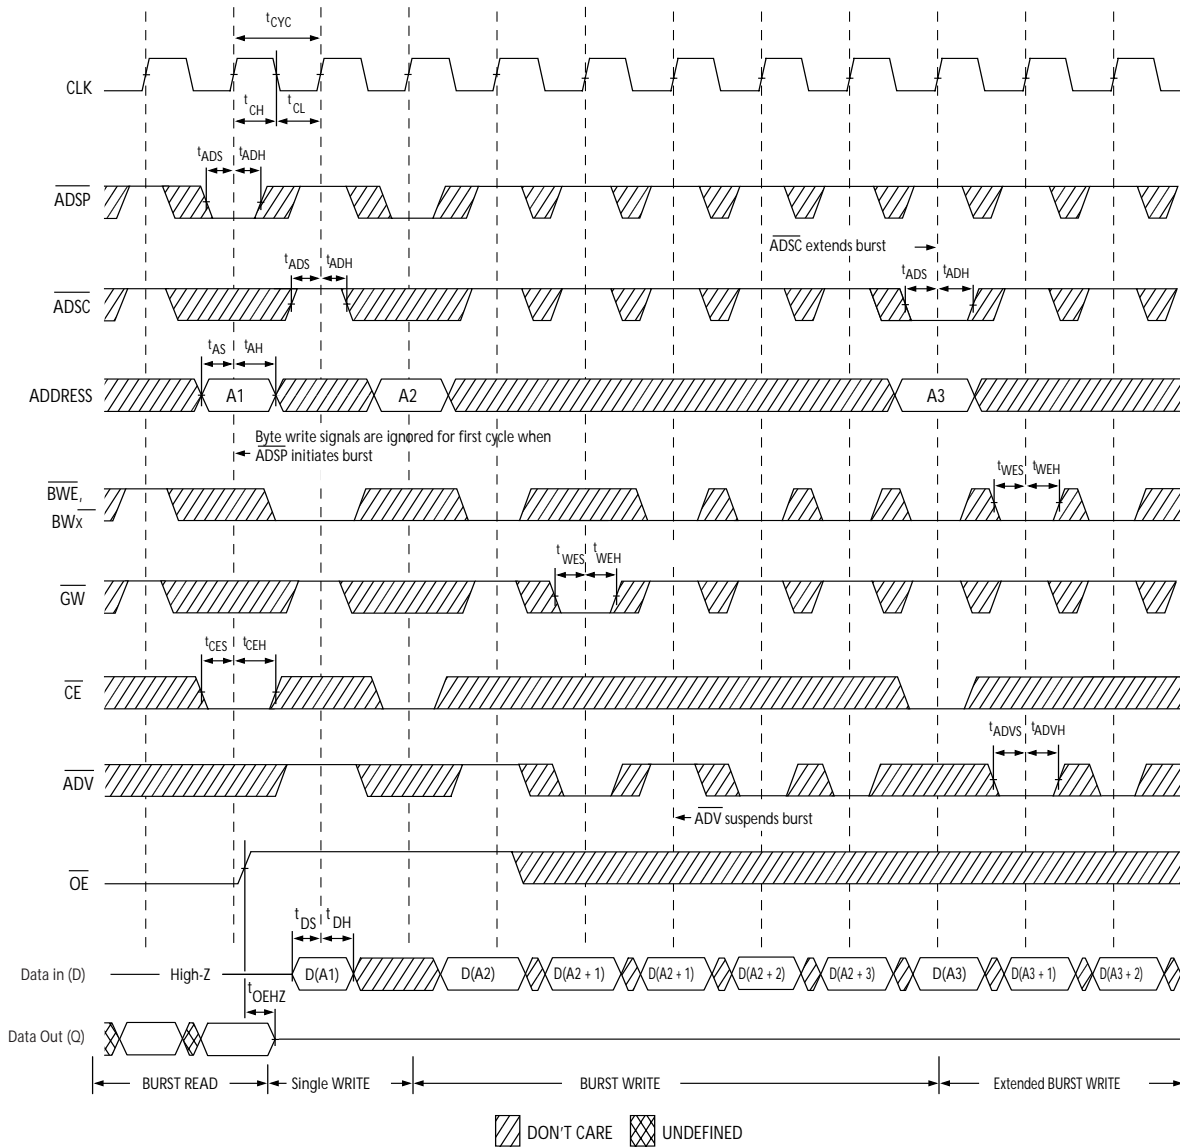 tCYC
CLK
tCH
tCL
tADS
tADH
ADSP
ADSC extends burst
tADS
tADH
tADS
tADH
ADSC
tAS
tAH
ADDRESS
A1
A2
A3
Byte write signals are ignored for first cycle when
ADSP initiates burst
tWES
tWEH
BWE,
BWx
tWES
tWEH
GW
tCES
tCEH
CE
tADVS
tADVH
ADV
ADV suspends burst
OE
tDS
tDH
Data in (D)
High-Z
D(A1)
D(A2)
D(A2 + 1)
D(A2 + 1)
D(A2 + 2)
D(A2 + 3)
D(A3)
D(A3 + 1)
D(A3 + 2)
tOEHZ
Data Out (Q)
BURST READ
Single WRITE
BURST WRITE
Extended BURST WRITE
DON'T CARE
UNDEFINED